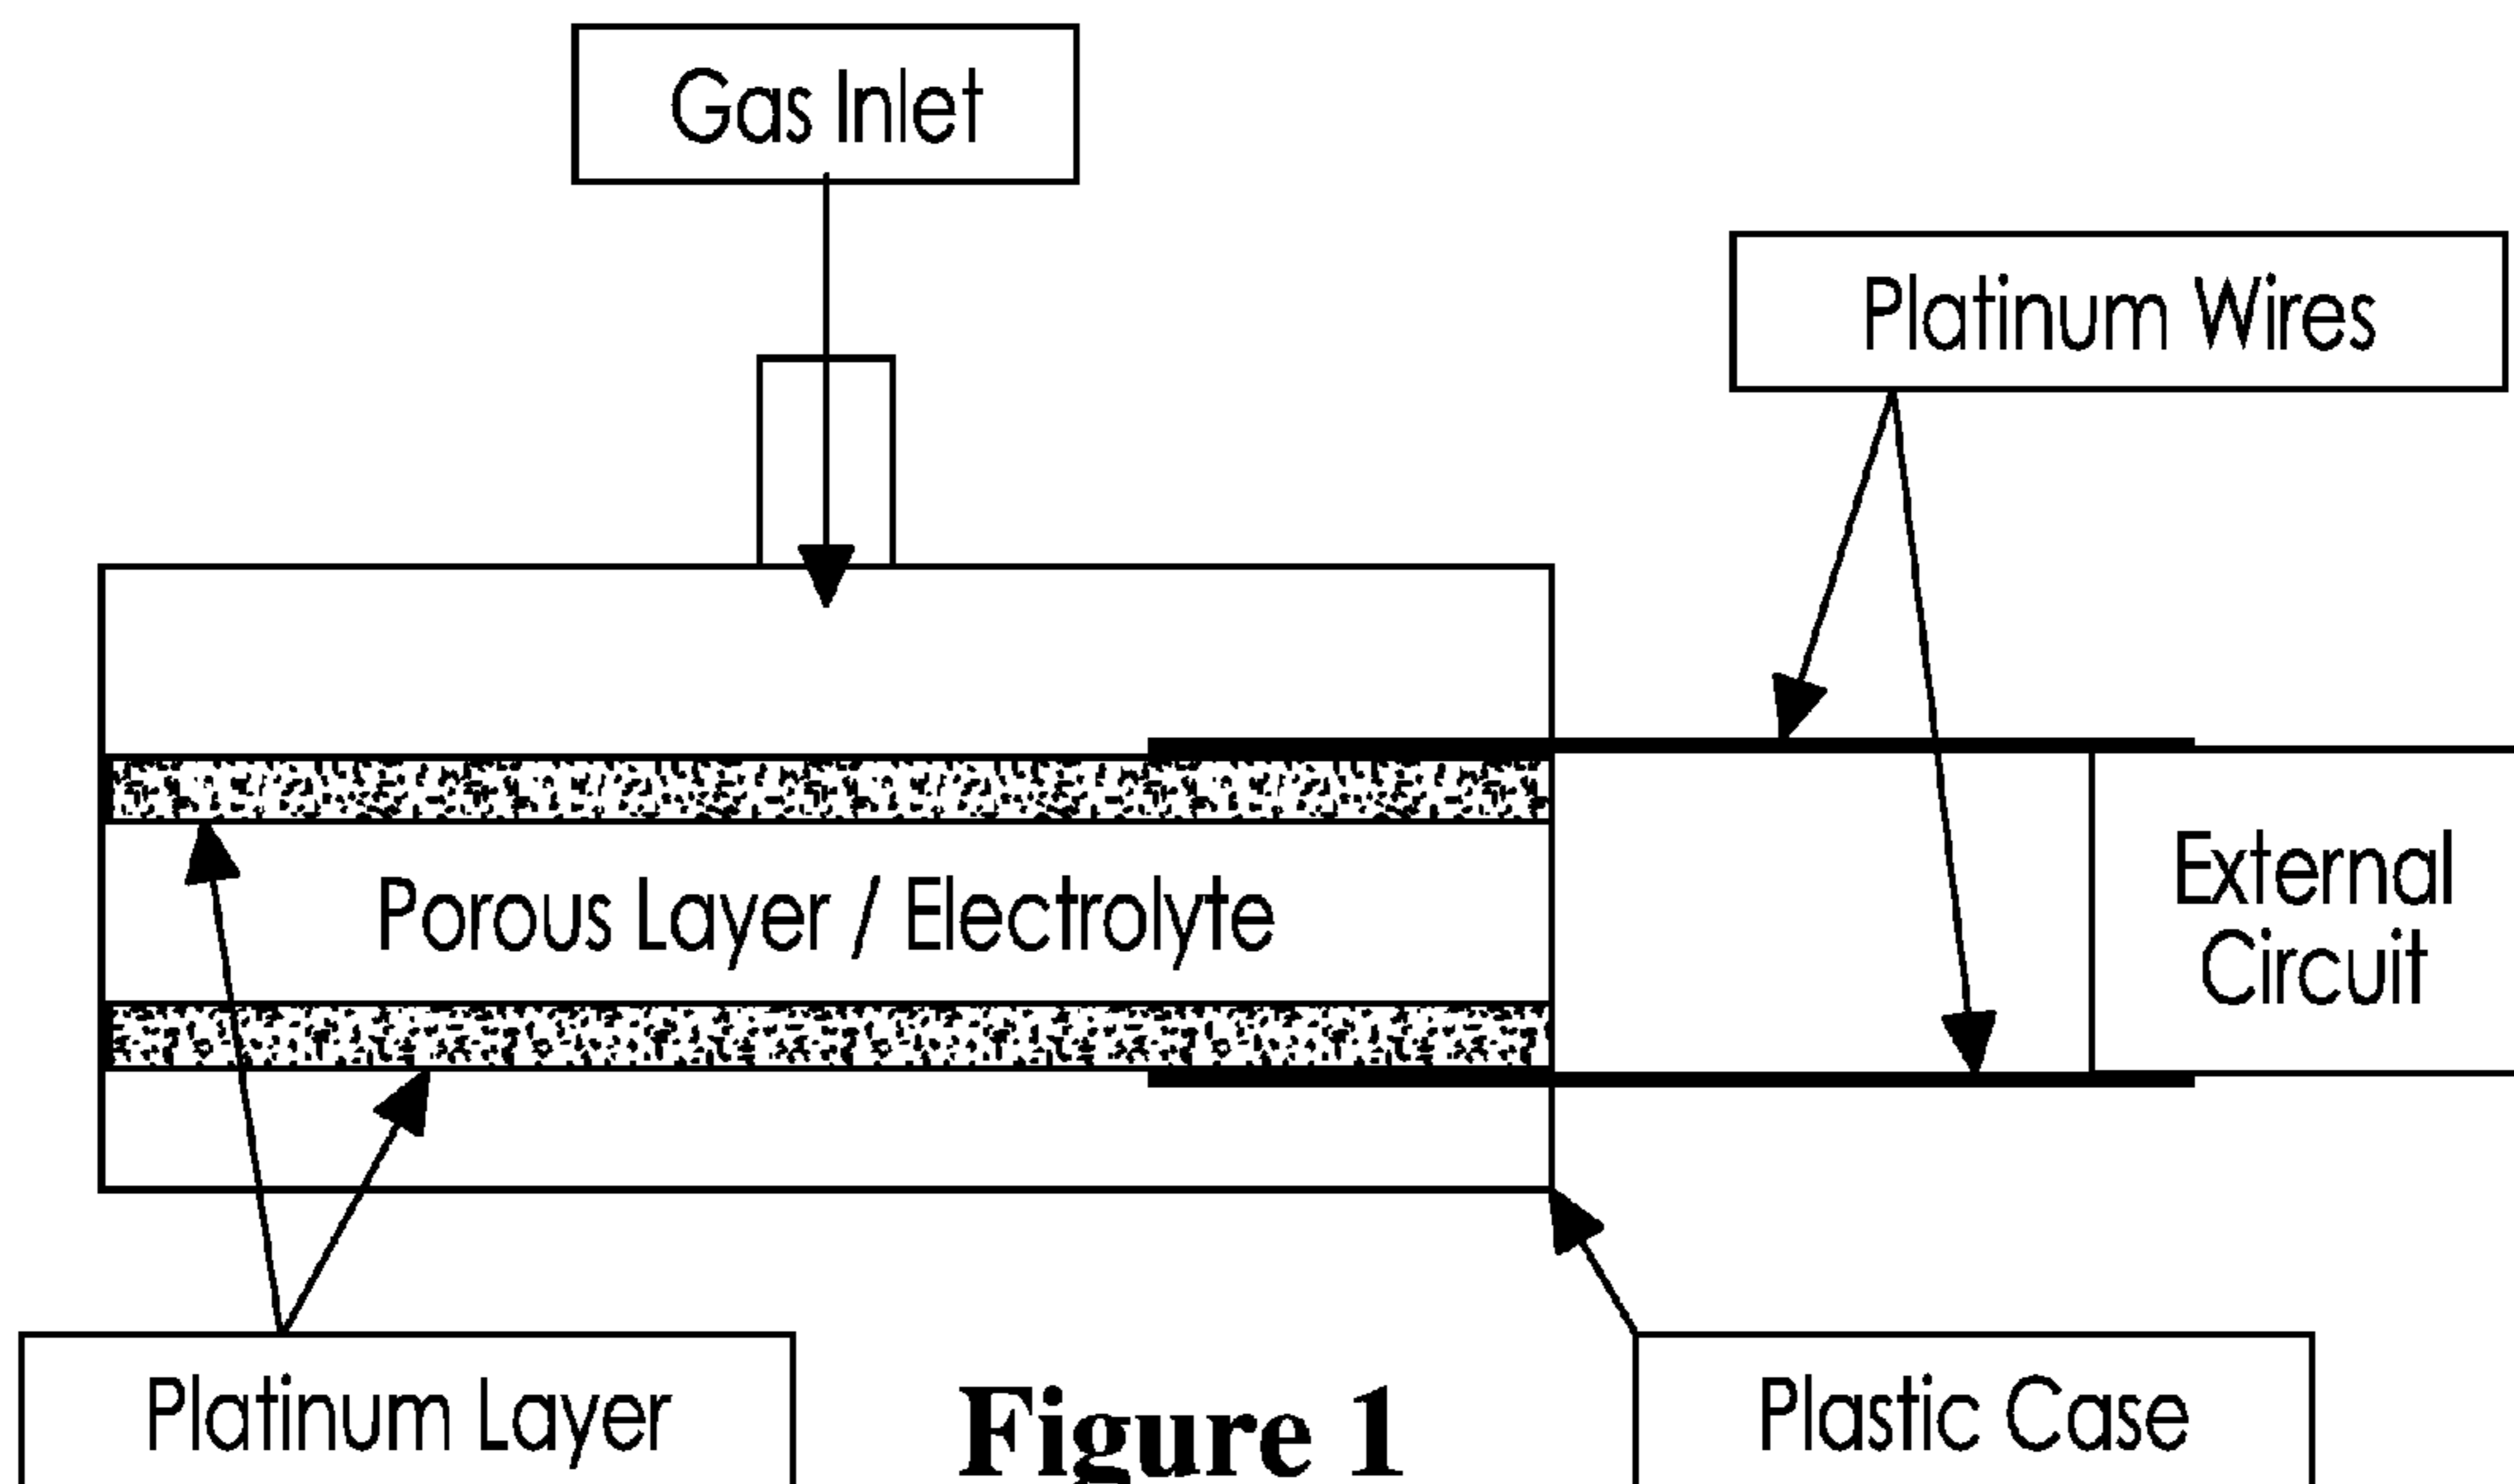 Gas Inlet
Platinum Wires
Porous Layer / Electrolyte
External
Circuit
Platinum Layer
Figure 1
Plastic Case